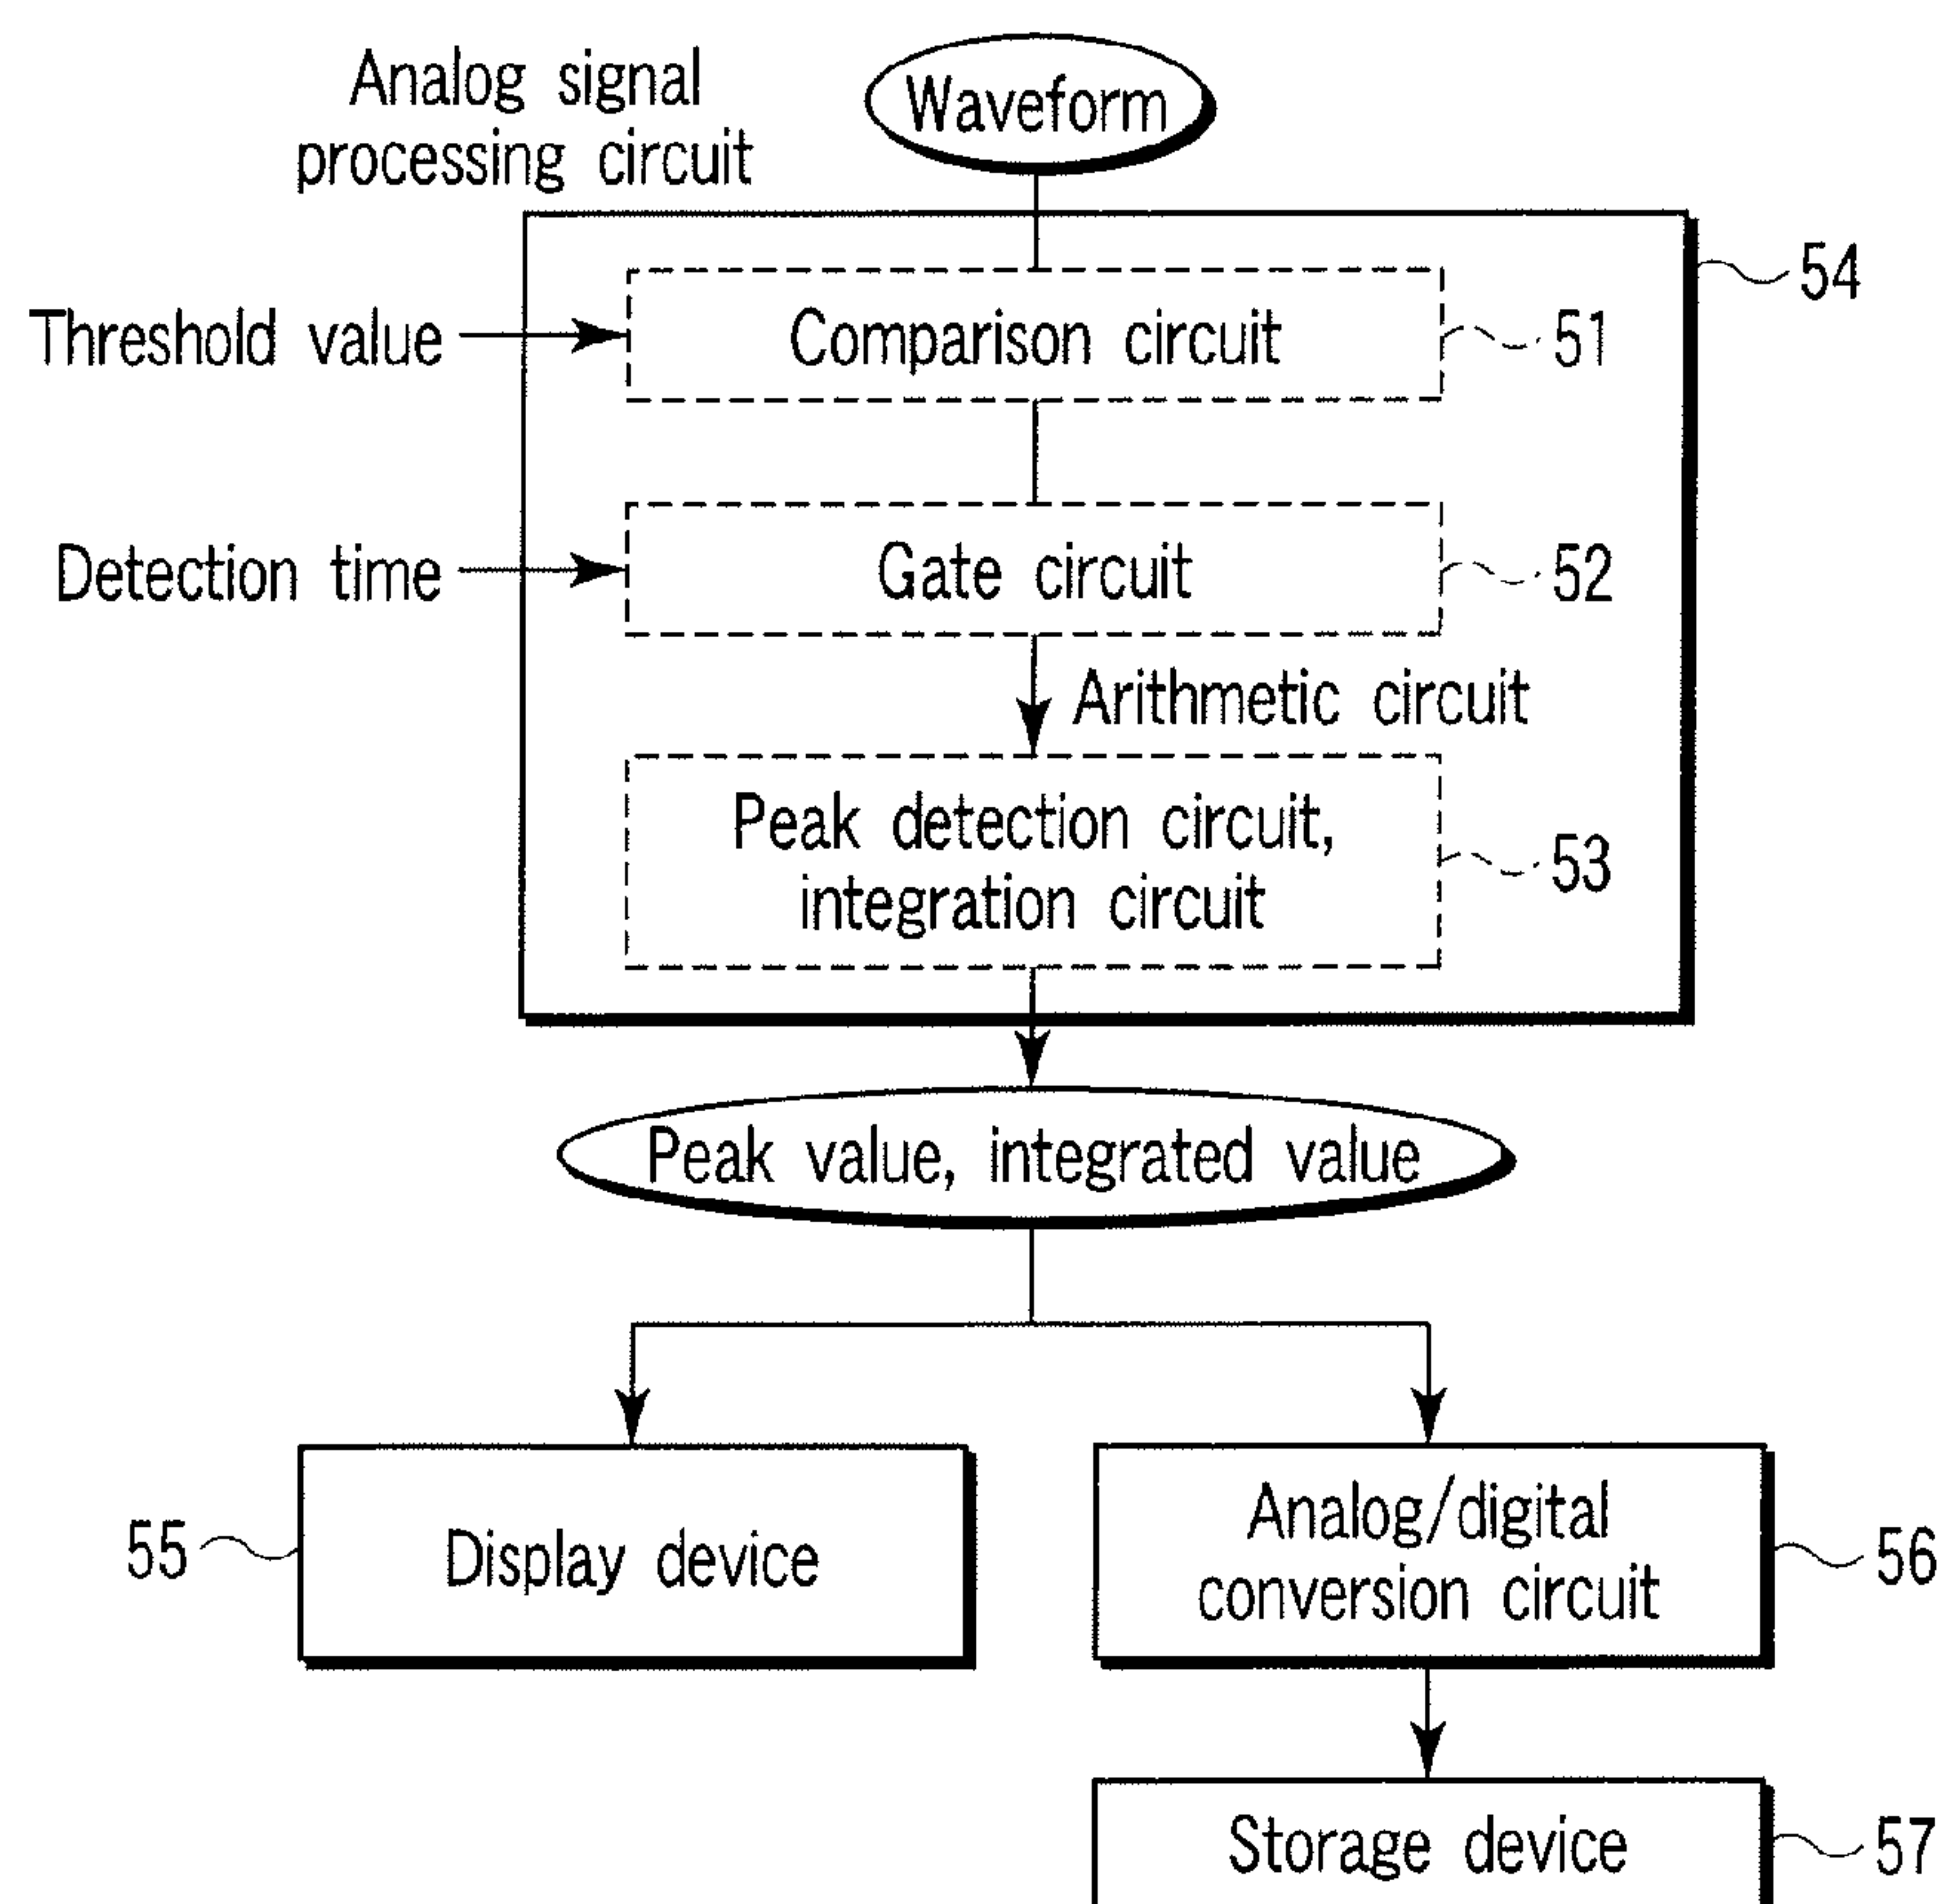 Analog signal
processing circuit
Waveform
54
Threshold value
Comparison circuit
51
Detection time
Gate circuit
52
Arithmetic circuit
Peak detection circuit,
integration circuit
53
Peak value, integrated value
55
Display device
Analog/digital
conversion circuit
56
Storage device
57